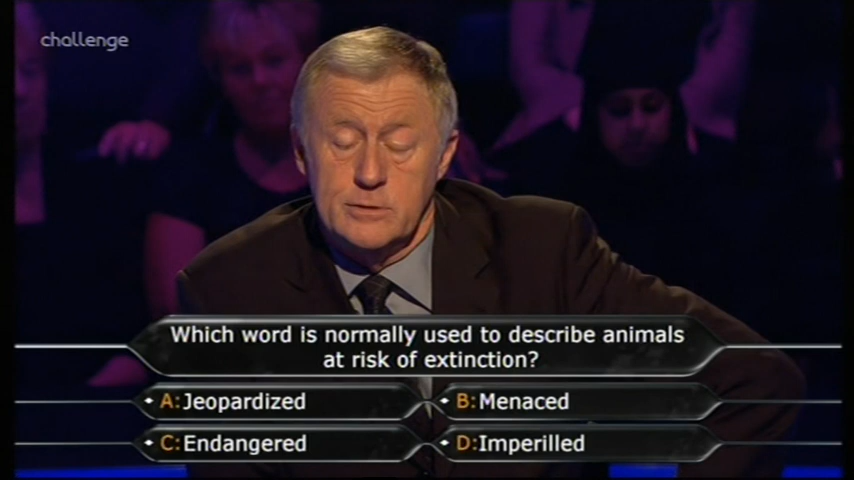 challenge
Which word is normally used to describe animals
at risk of extinction?
A:Jeopardized
B:Menaced
C:Endangered
D:Imperilled